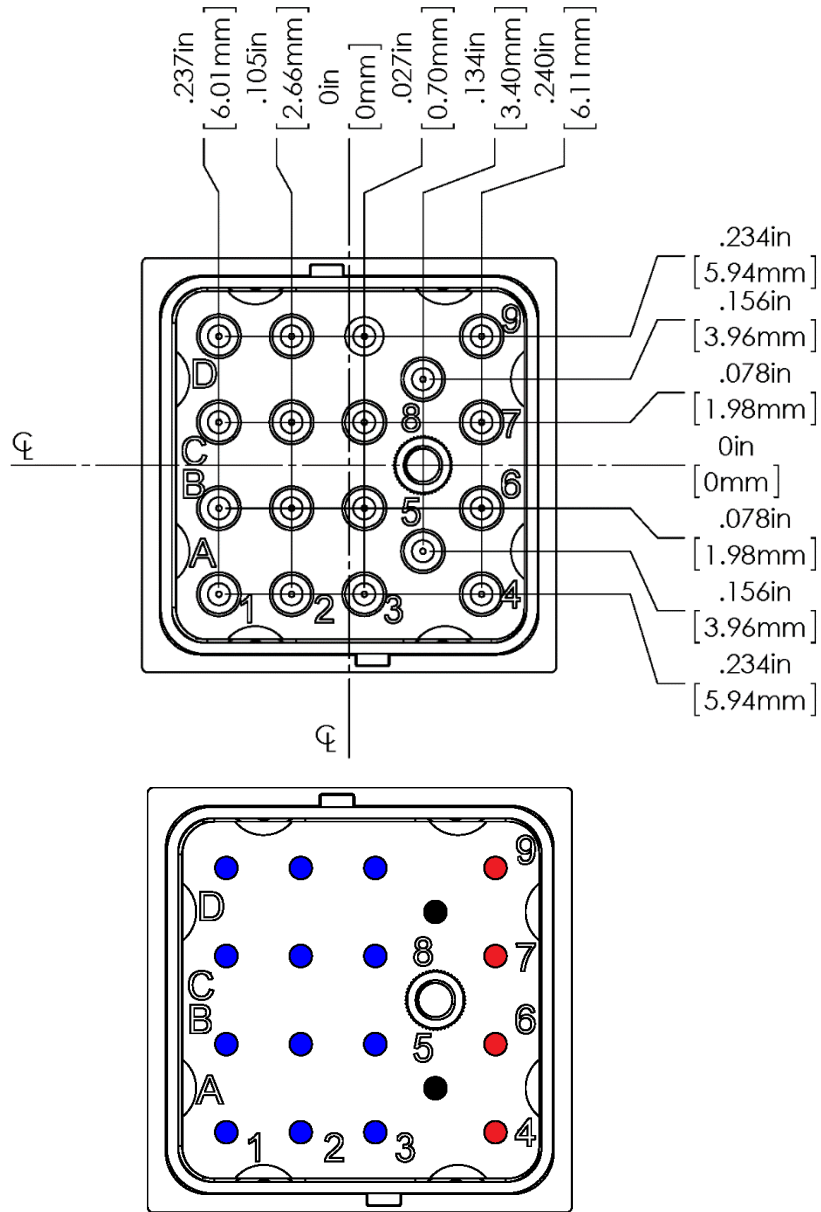 .237in
[6.01mm]
.105in
[2.66mm]
0in
[0mm]
.027in
[0.70mm]
.134in
[3.40mm]
.240in
[6.11mm]
.234in
[5.94mm]
.156in
[3.96mm]
.078in
[1.98mm]
0in
[0mm]
.078in
[1.98mm]
.156in
[3.96mm]
.234in
[5.94mm]
℄
9
D
8 7
C
B 6
5
A
1 2 3 4
℄
9
D
8 7
C
B 6
5
A
1 2 3 4